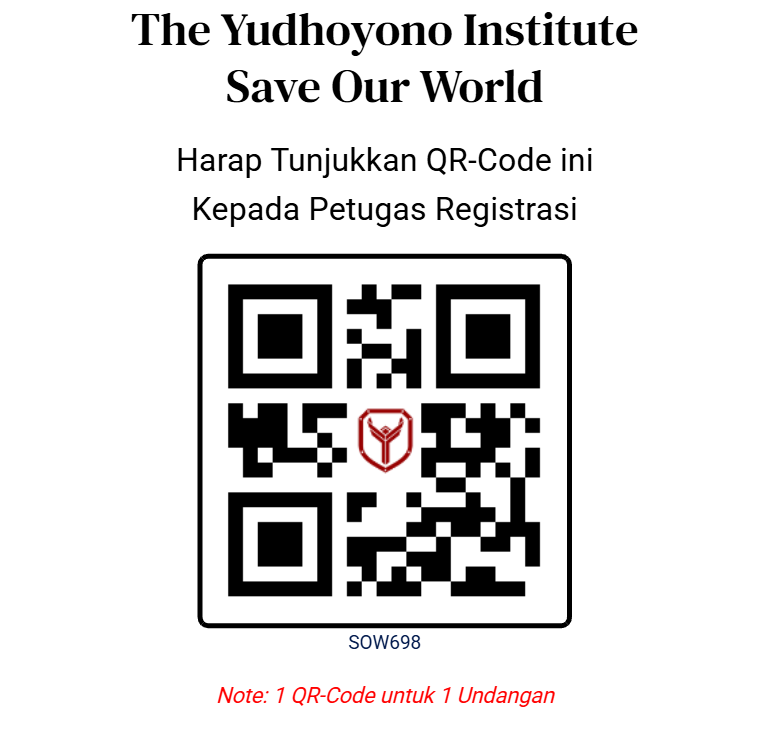 The Yudhoyono Institute
Save Our World
Harap Tunjukkan QR-Code ini
Kepada Petugas Registrasi
SOW698
Note: 1 QR-Code untuk 1 Undangan